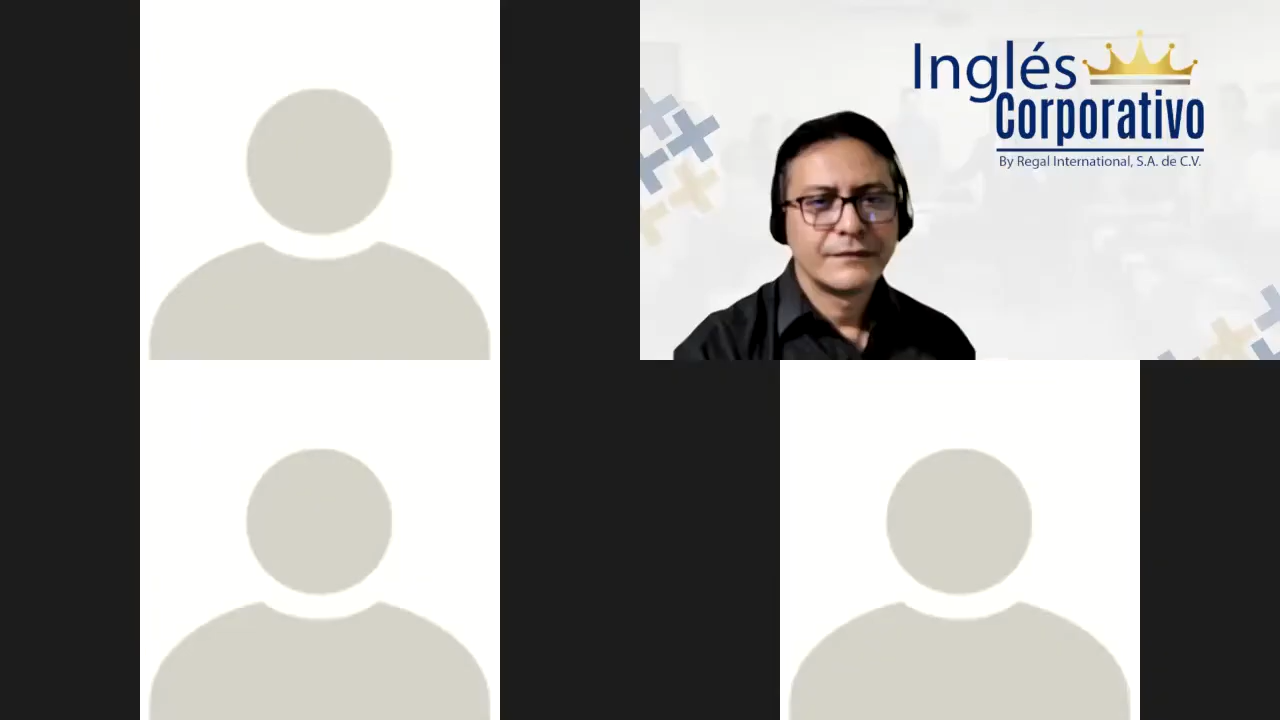 Inglés
Corporativo
By Regal International, S.A. de C.V.